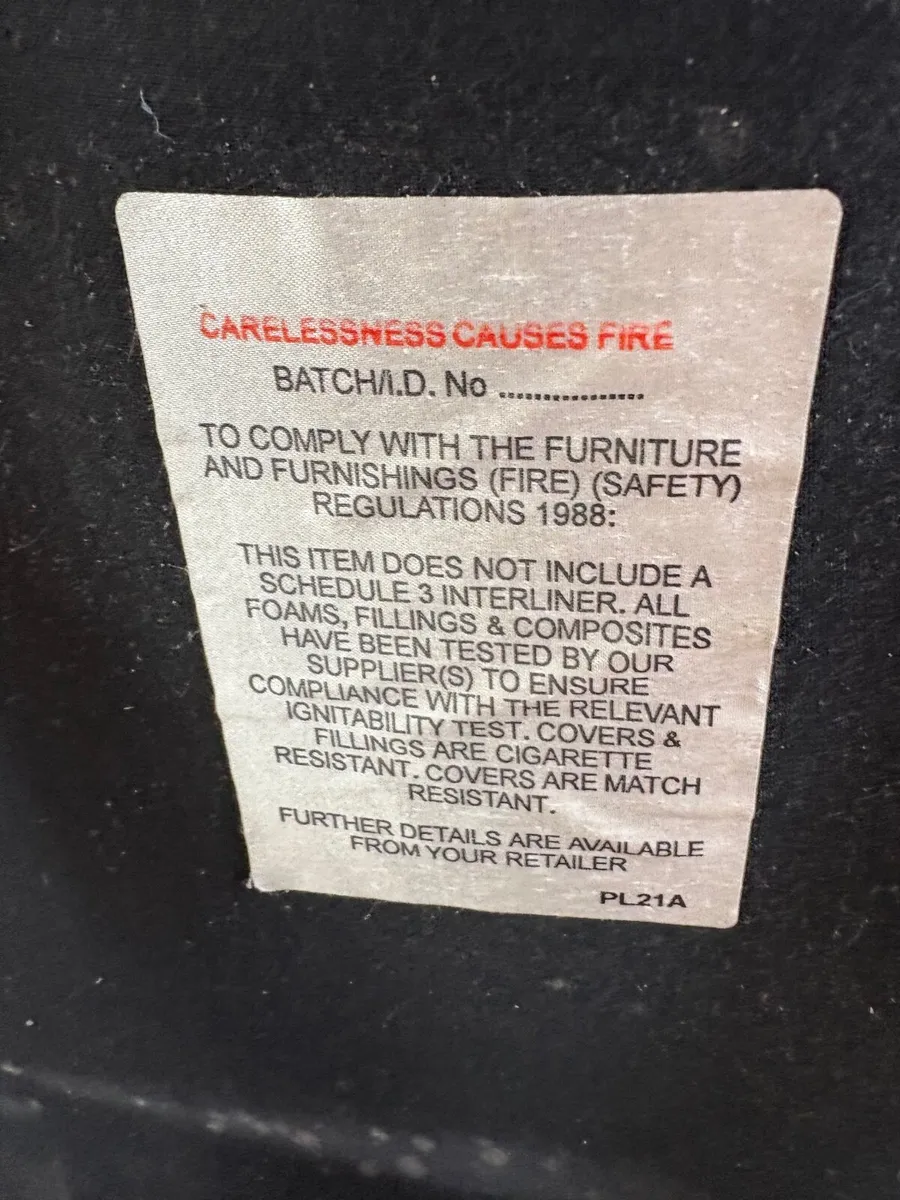 CARELESSNESS CAUSES FIRE
BATCH/I.D. No ................
TO COMPLY WITH THE FURNITURE
AND FURNISHINGS (FIRE) (SAFETY)
REGULATIONS 1988:
THIS ITEM DOES NOT INCLUDE A
SCHEDULE 3 INTERLINER. ALL
FOAMS, FILLINGS & COMPOSITES
HAVE BEEN TESTED BY OUR
SUPPLIER(S) TO ENSURE
COMPLIANCE WITH THE RELEVANT
IGNITABILITY TEST. COVERS &
FILLINGS ARE CIGARETTE
RESISTANT. COVERS ARE MATCH
RESISTANT.
FURTHER DETAILS ARE AVAILABLE
FROM YOUR RETAILER
PL21A